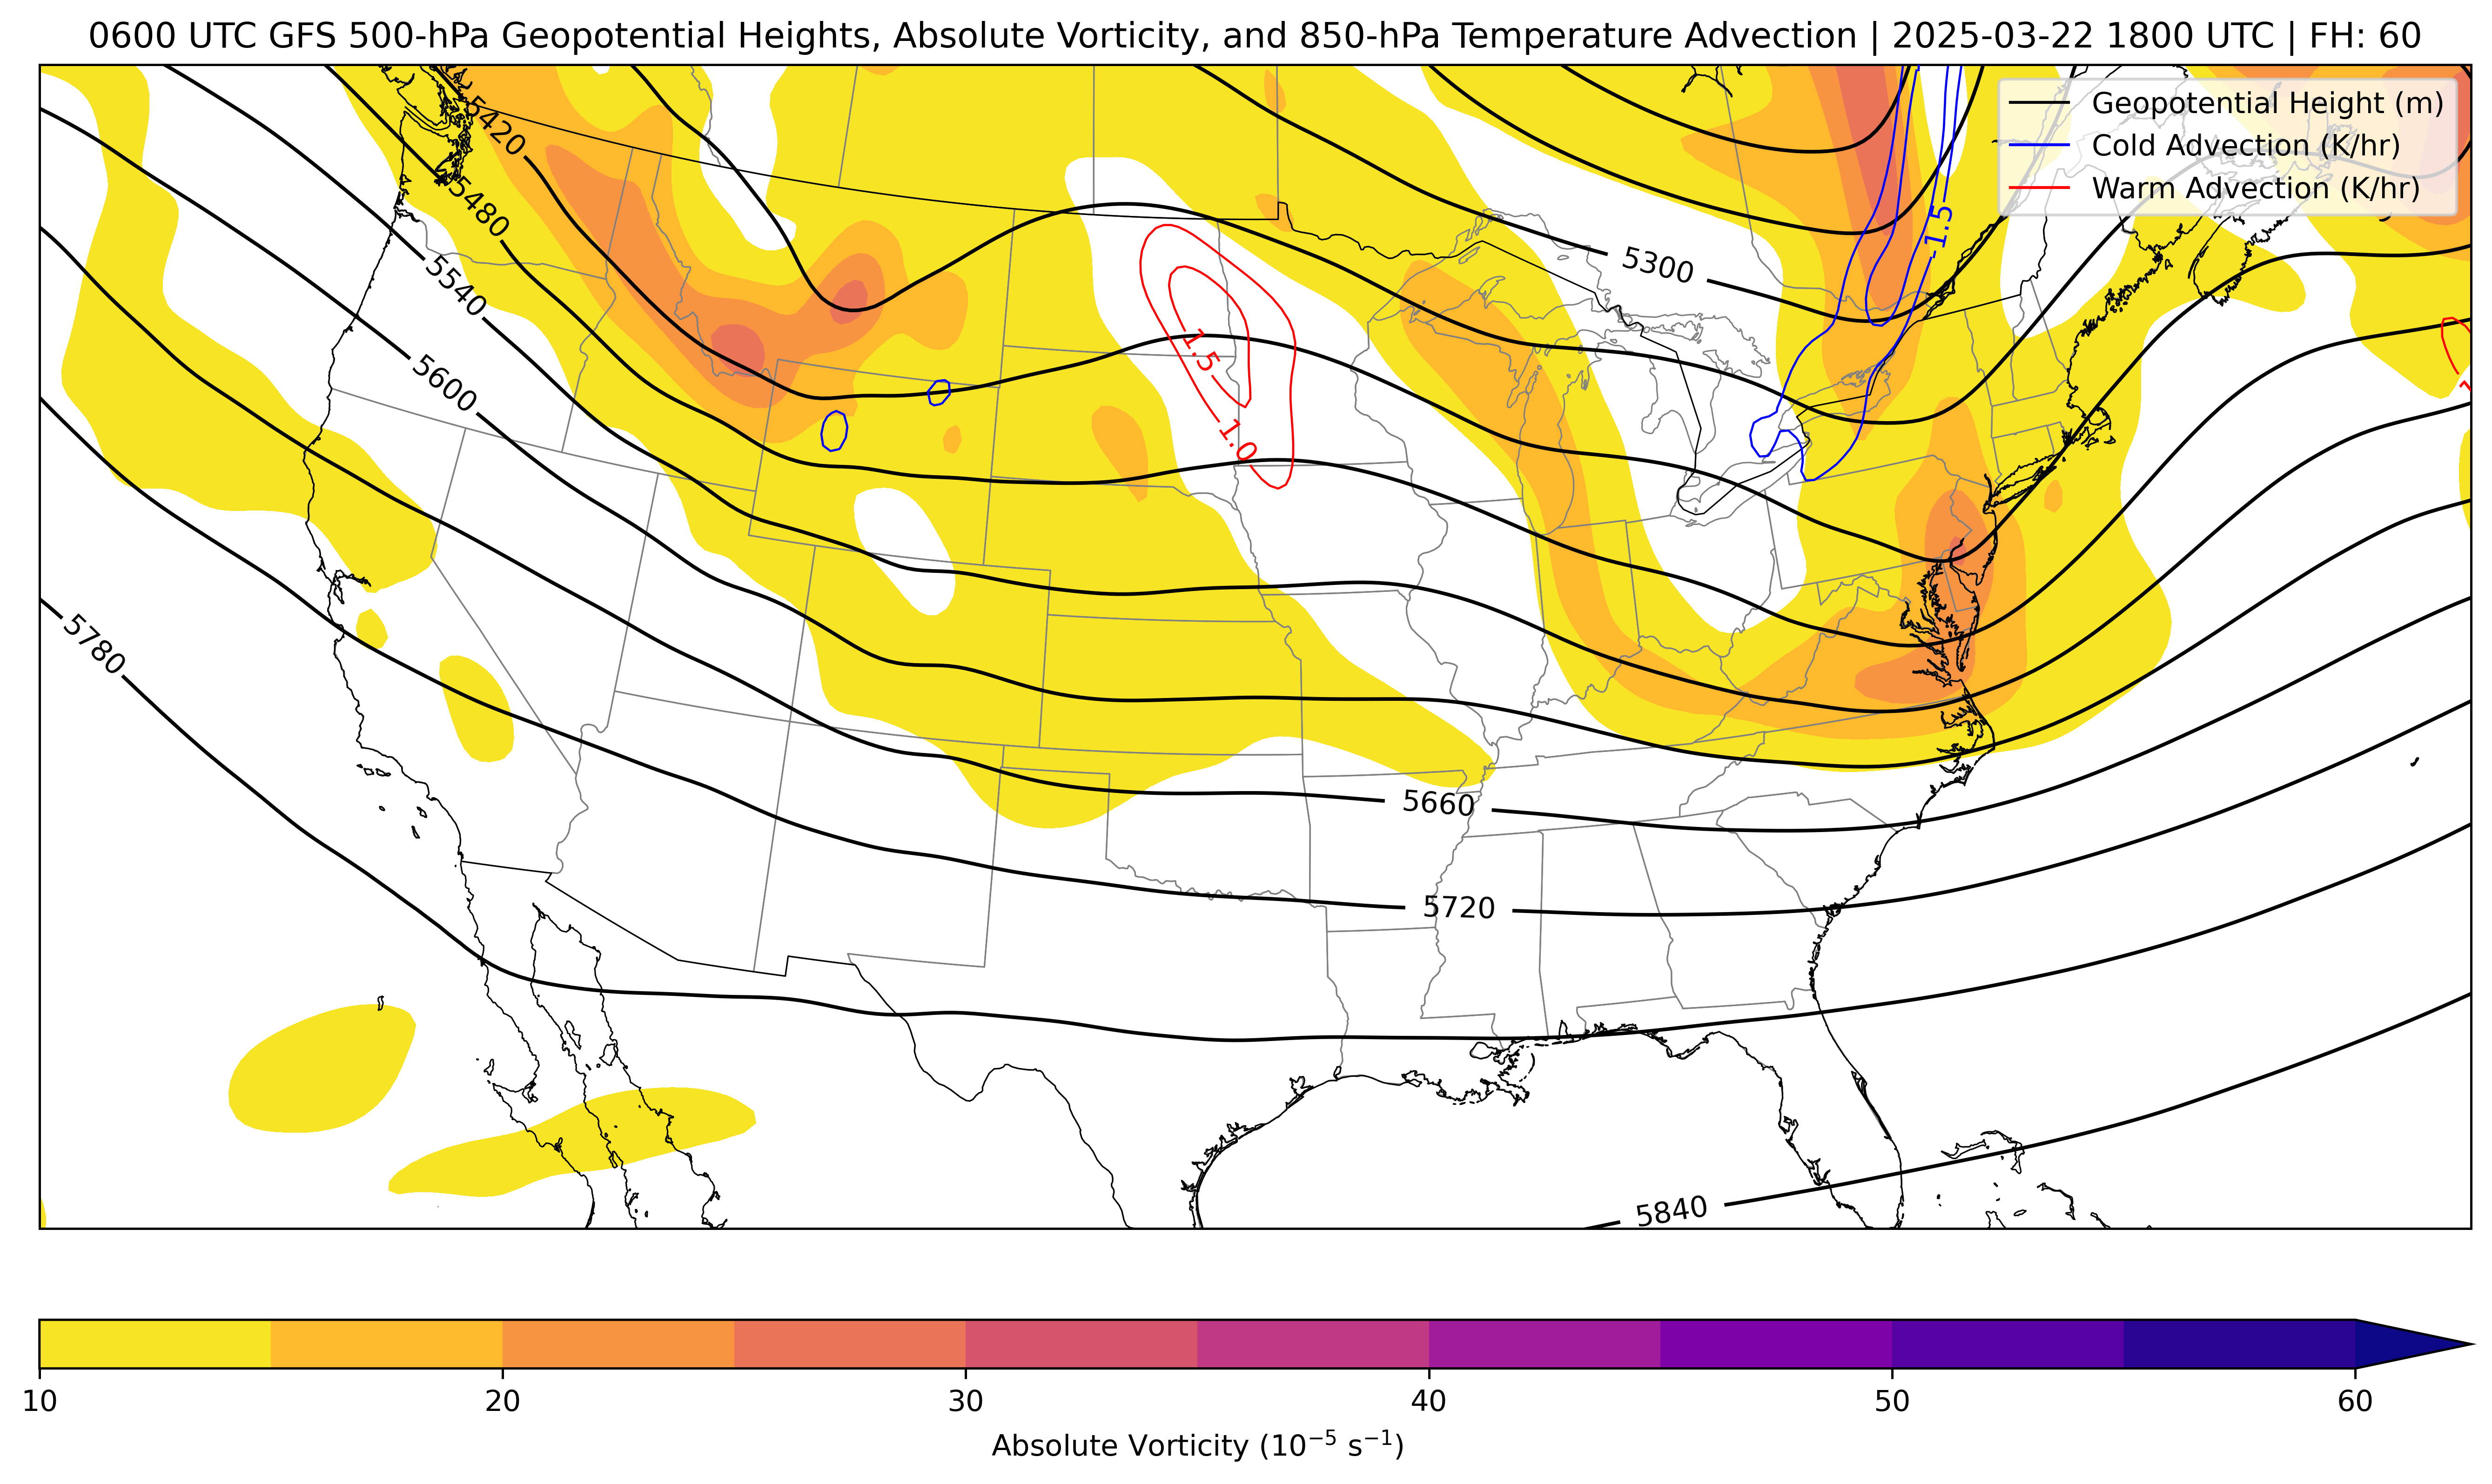 0600 UTC GFS 500-hPa Geopotential Heights, Absolute Vorticity, and 850-hPa Temperature Advection | 2025-03-22 1800 UTC | FH: 60
Geopotential Height (m)
Cold Advection (K/hr)
Warm Advection (K/hr)
5420
5480
5540
5600
5780
5300
-1.5
1.5
1.0
5660
5720
5840
10 20 30 40 50 60
Absolute Vorticity (10⁻⁵ s⁻¹)